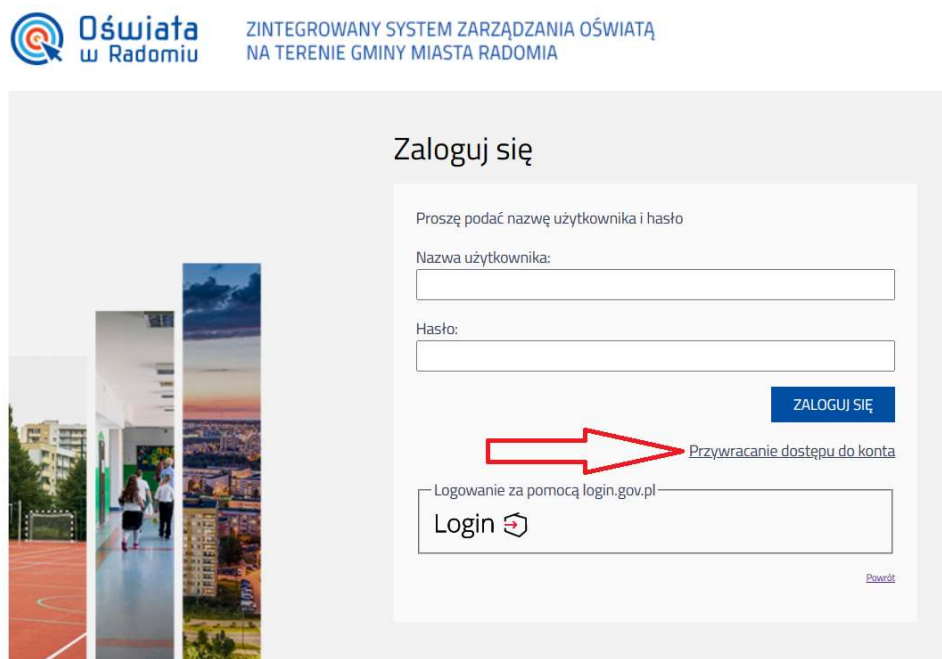 Oświata
w Radomiu
ZINTEGROWANY SYSTEM ZARZĄDZANIA OŚWIATĄ
NA TERENIE GMINY MIASTA RADOMIA
Zaloguj się
Proszę podać nazwę użytkownika i hasło
Nazwa użytkownika:
Hasło:
ZALOGUJ SIĘ
Przywracanie dostępu do konta
Logowanie za pomocą login.gov.pl
Login
Powrót